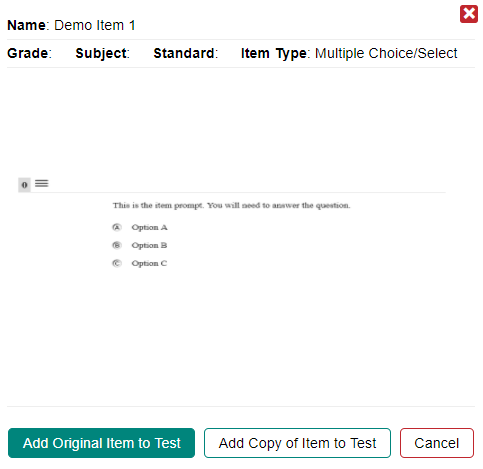 Name: Demo Item 1
Grade: Subject: Standard: Item Type: Multiple Choice/Select
0
This is the item prompt. You will need to answer the question.
A Option A
B Option B
C Option C
Add Original Item to Test Add Copy of Item to Test Cancel